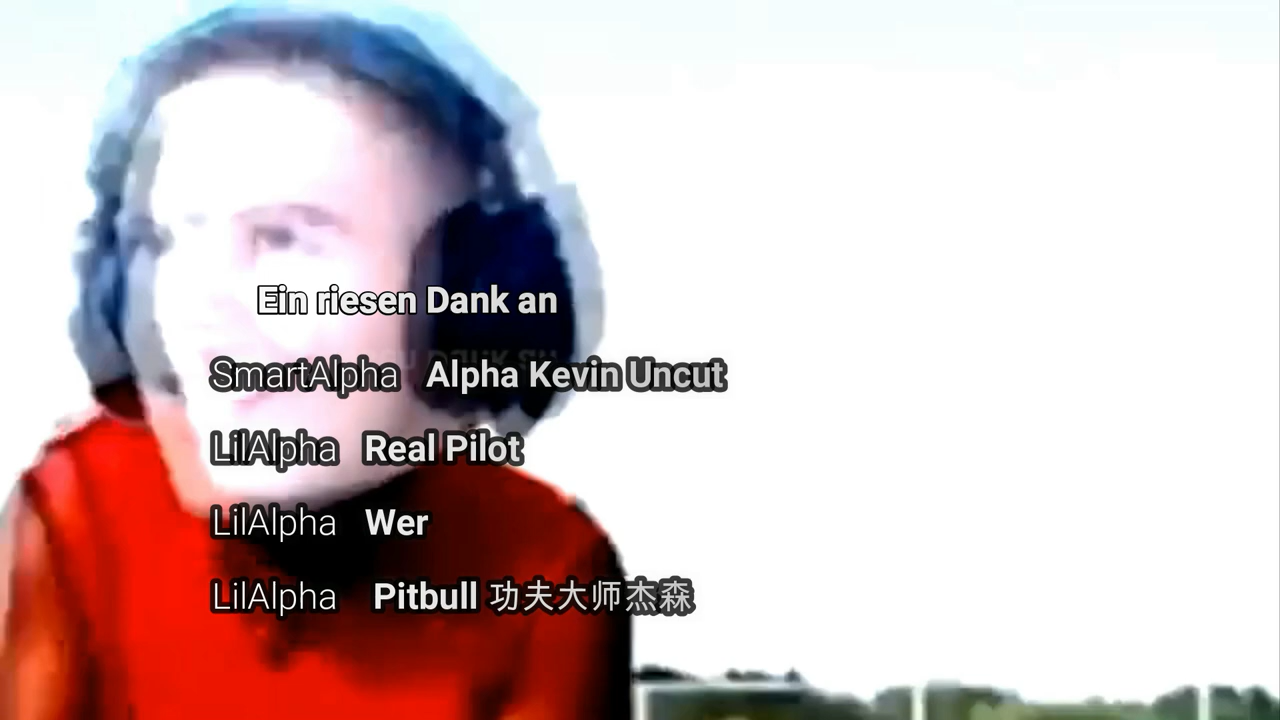 Ein riesen Dank an
SmartAlpha Alpha Kevin Uncut
LilAlpha Real Pilot
LilAlpha Wer
LilAlpha Pitbull 功夫大师杰森